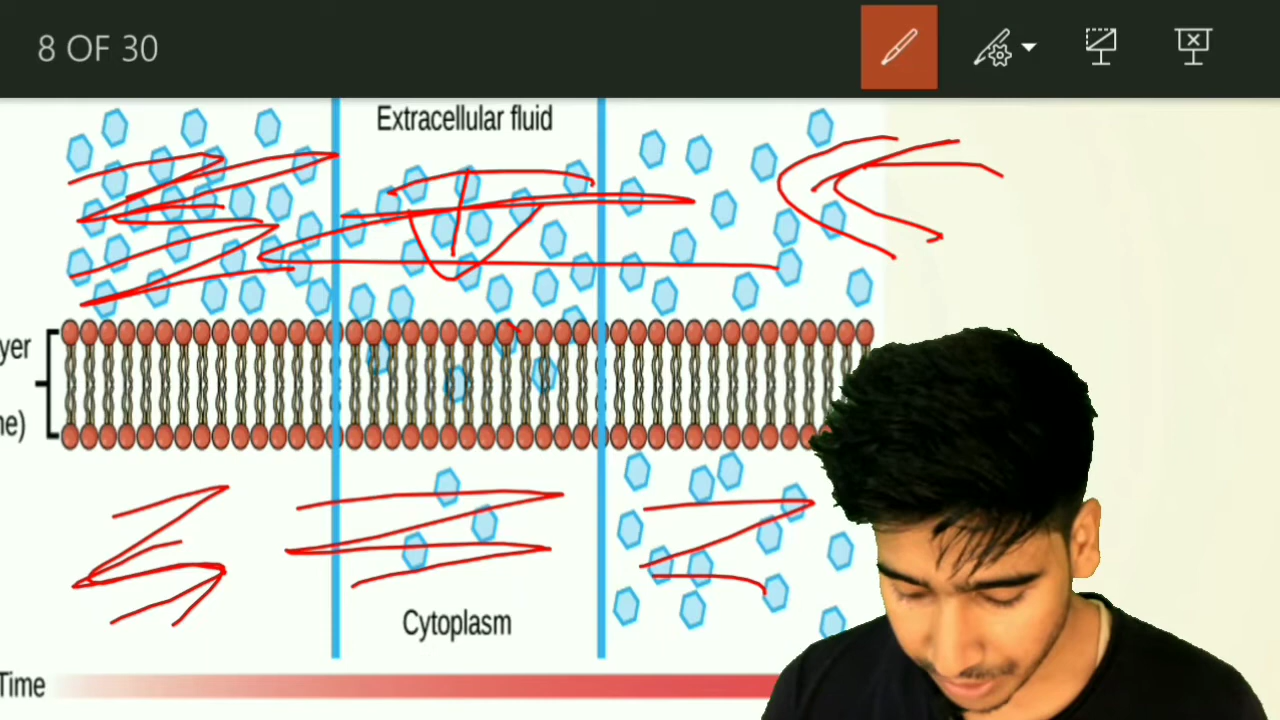 8 OF 30
Extracellular fluid
yer
ne)
Cytoplasm
Time